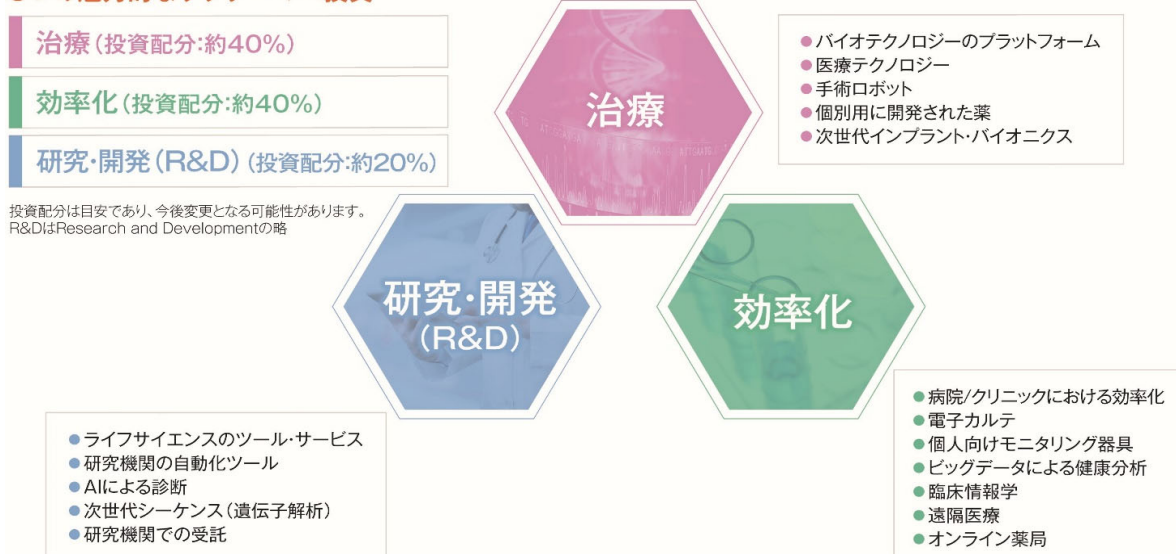 治療(投資配分:約40%)
効率化(投資配分:約40%)
研究・開発(R&D)(投資配分:約20%)
投資配分は目安であり、今後変更となる可能性があります。
R&DはResearch and Developmentの略
治療
●バイオテクノロジーのプラットフォーム
●医療テクノロジー
●手術ロボット
●個別用に開発された薬
●次世代インプラント・バイオニクス
研究・開発
(R&D)
効率化
●ライフサイエンスのツール・サービス
●研究機関の自動化ツール
●AIによる診断
●次世代シーケンス(遺伝子解析)
●研究機関での受託
●病院/クリニックにおける効率化
●電子カルテ
●個人向けモニタリング器具
●ビッグデータによる健康分析
●臨床情報学
●遠隔医療
●オンライン薬局